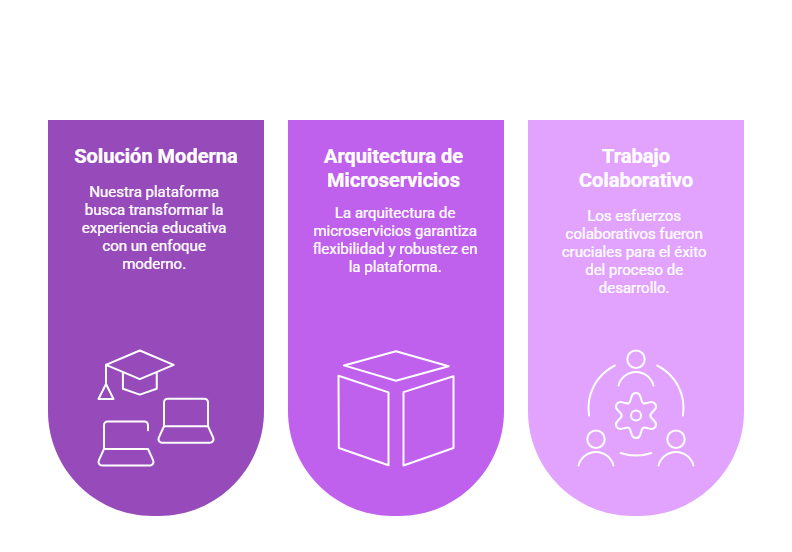 Solución Moderna
Nuestra plataforma
busca transformar la
experiencia educativa
con un enfoque
moderno.
Arquitectura de
Microservicios
La arquitectura de
microservicios garantiza
flexibilidad y robustez en
la plataforma.
Trabajo
Colaborativo
Los esfuerzos
colaborativos fueron
cruciales para el éxito
del proceso de
desarrollo.